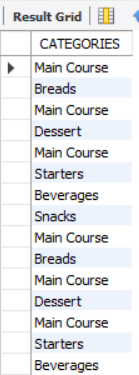 Result Grid
CATEGORIES
Main Course
Breads
Main Course
Dessert
Main Course
Starters
Beverages
Snacks
Main Course
Breads
Main Course
Dessert
Main Course
Starters
Beverages